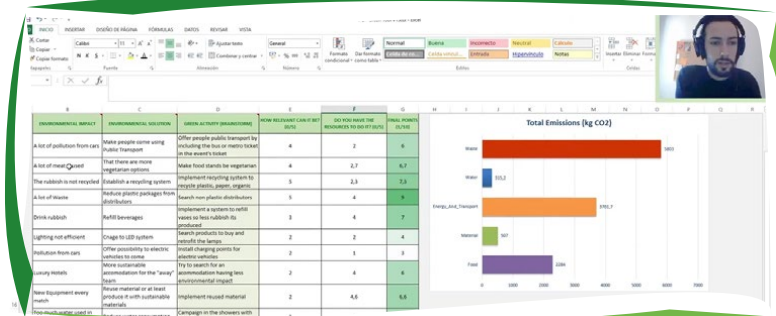 INICIO INSERTAR DISEÑO DE PÁGINA FÓRMULAS DATOS REVISAR VISTA
Cortar
Copiar
Copiar formato
Calibri
Ajustar texto
Combinar y centrar
General
Formato condicional
Dar formato como tabla
Normal Buena Incorrecto Neutral Cálculo
Entrada Hipervínculo Notas
Insertar Eliminar
Fuente Alineación Número Estilos Celdas
B C E F G H I J K L M N O P
ENVIRONMENTAL IMPACT
ENVIRONMENTAL SOLUTION
GREEN ACTIVITY (BRAINSTORM)
HOW RELEVANT CAN IT BE? (0/5)
DO YOU HAVE THE RESOURCES TO DO IT? (0/5)
FINAL POINTS (1/10)
A lot of pollution from cars
Make people come using Public Transport
Offer people public transport by including the bus or metro ticket in the event's ticket
4 2 6
A lot of meat
That there are more vegetarian options
Make food stands be vegetarian
4 2,7 6,7
The rubbish is not recycled
Establish a recycling system
Implement recycling system to recycle plastic, paper, organic
5 2,3 7,3
A lot of Waste
Reduce plastic packages from distributors
Search non plastic distributors
5 4 9
Drink rubbish
Refill beverages
Implement a system to refill vases so less rubbish its produced
3 4 7
Lighting not efficient
Cnage to LED system
Search products to buy and retrofit the lamps
2 2 4
Pollution from cars
Offer possibility to electric vehicles to come
Install charging points for electric vehicles
2 1 3
Luxury Hotels
More sustainable accomodation for the "away" team
Try to search for an acommodation having less environmental impact
2 4 6
New Equipment every match
Reuse material or at least produce it with sustainable materials
Implement reused material
2 4,6 6,6
Too much water used in
Campaign in the showers with
Total Emissions (kg CO2)
Waste
Water
Energy_And_Transport
Material
Food
507
0 1000 2000 3000 4000 5000 6000 7000